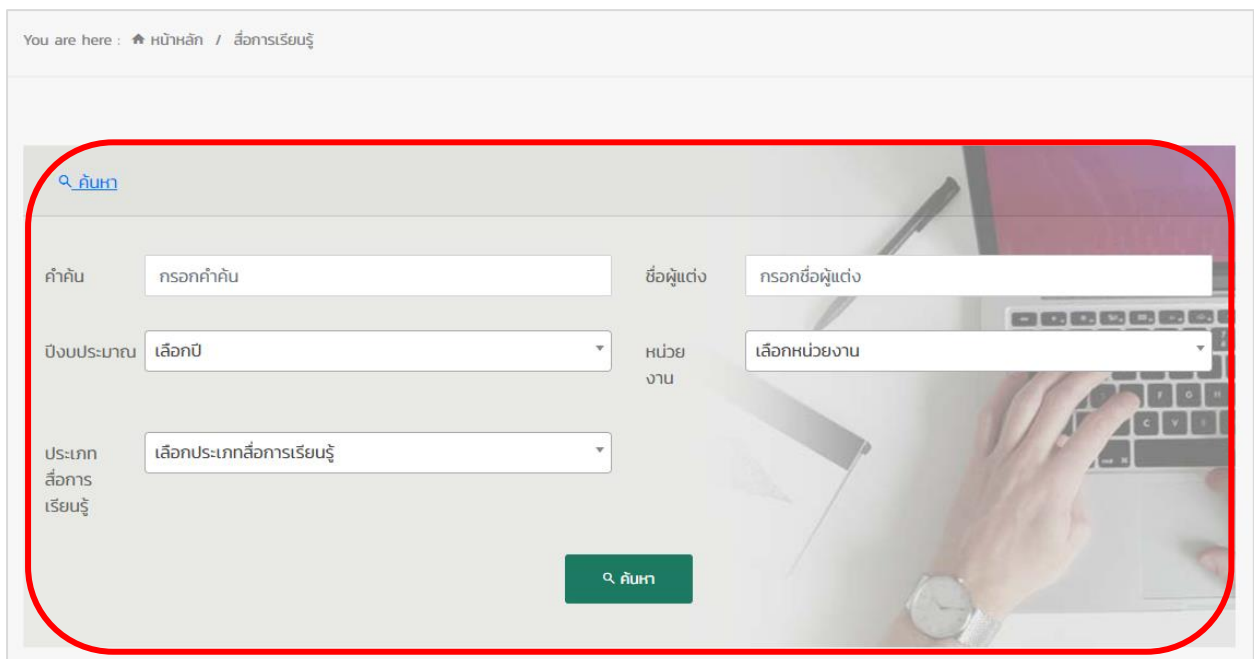 You are here : หน้าหลัก / สื่อการเรียนรู้
ค้นหา
คำค้น กรอกคำค้น ชื่อผู้แต่ง กรอกชื่อผู้แต่ง
ปีงบประมาณ เลือกปี หน่วย เลือกหน่วยงาน
งาน
ประเภท เลือกประเภทสื่อการเรียนรู้
สื่อการ
เรียนรู้
ค้นหา